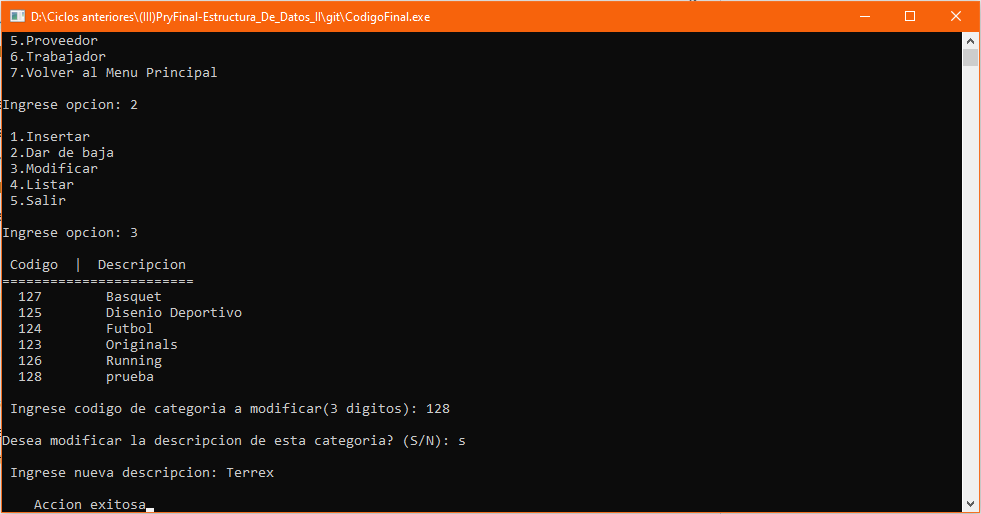 D:\Ciclos anteriores\(III)PryFinal-Estructura_De_Datos_II\git\CodigoFinal.exe
5.Proveedor
6.Trabajador
7.Volver al Menu Principal
Ingrese opcion: 2
1.Insertar
2.Dar de baja
3.Modificar
4.Listar
5.Salir
Ingrese opcion: 3
Codigo | Descripcion
========================
127 Basquet
125 Disenio Deportivo
124 Futbol
123 Originals
126 Running
128 prueba
Ingrese codigo de categoria a modificar(3 digitos): 128
Desea modificar la descripcion de esta categoria? (S/N): s
Ingrese nueva descripcion: Terrex
Accion exitosa